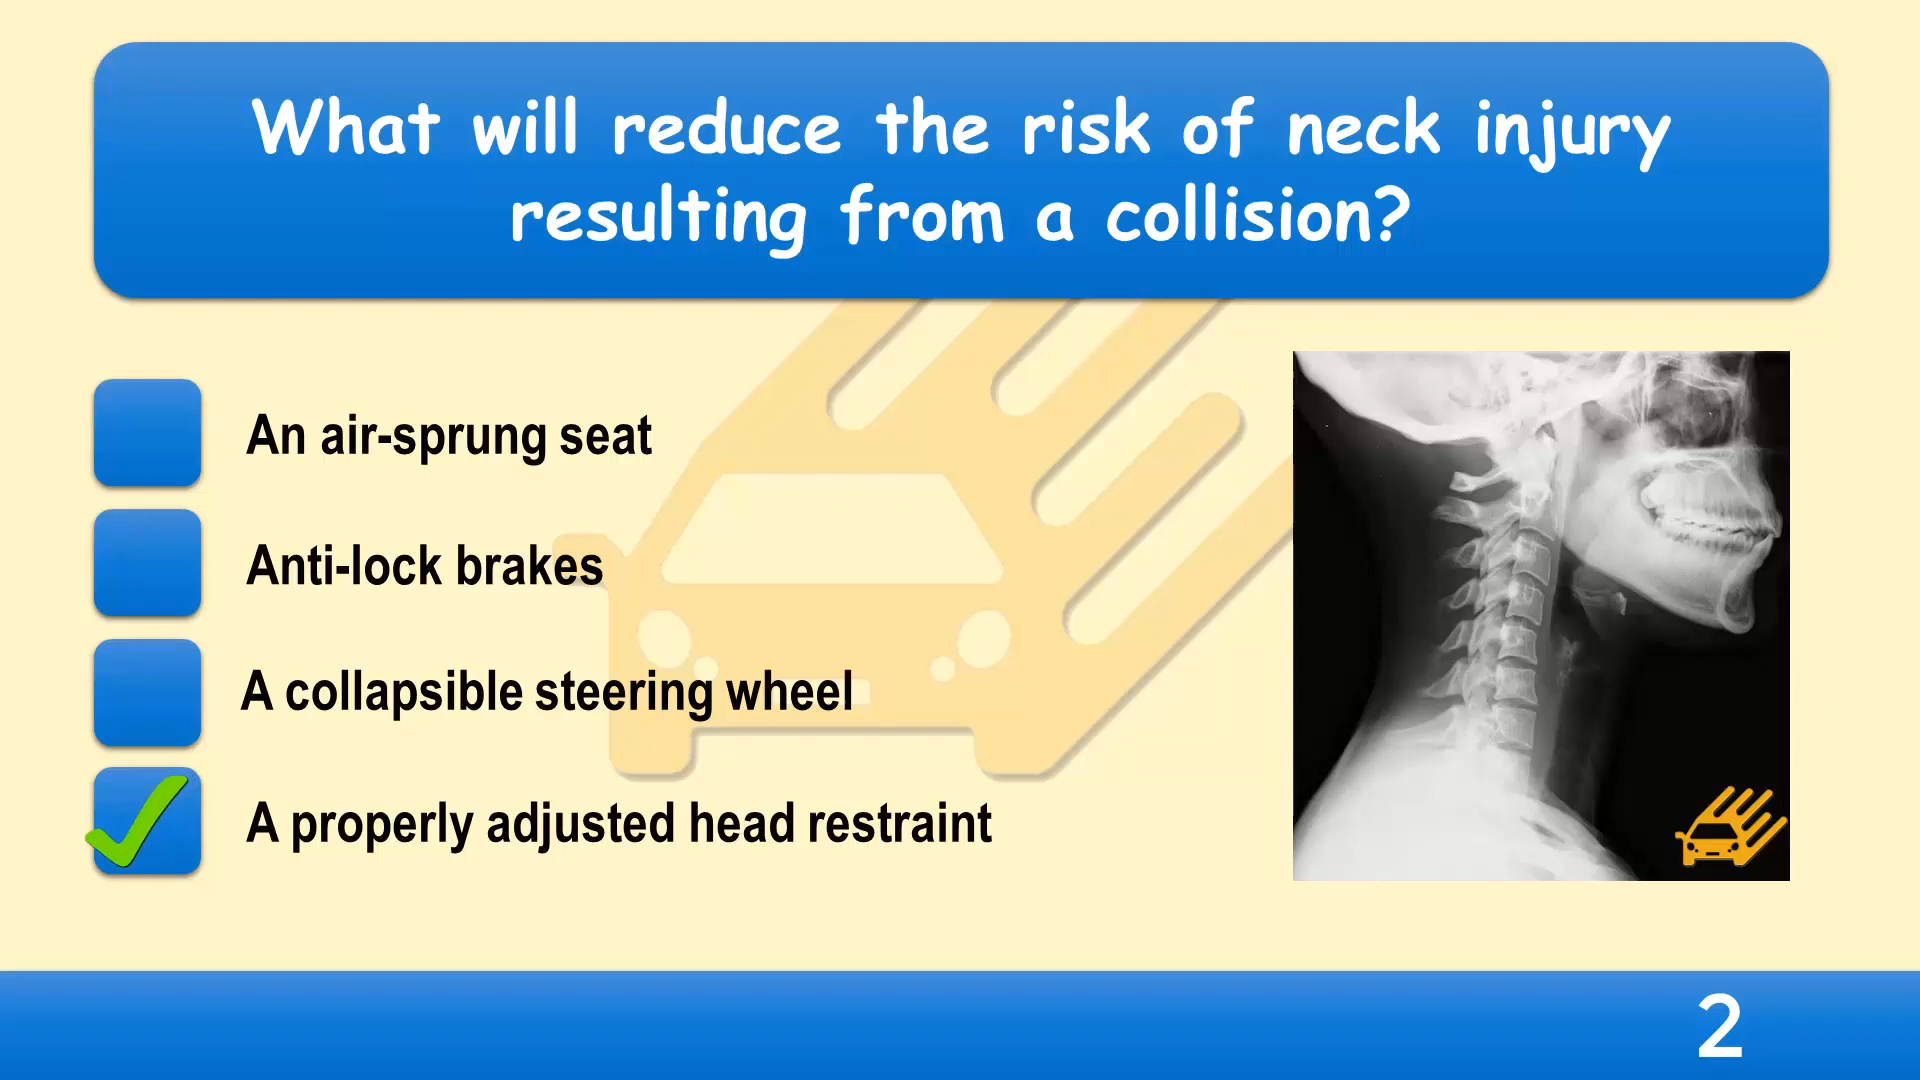 What will reduce the risk of neck injury
resulting from a collision?
An air-sprung seat
Anti-lock brakes
A collapsible steering wheel
A properly adjusted head restraint
2